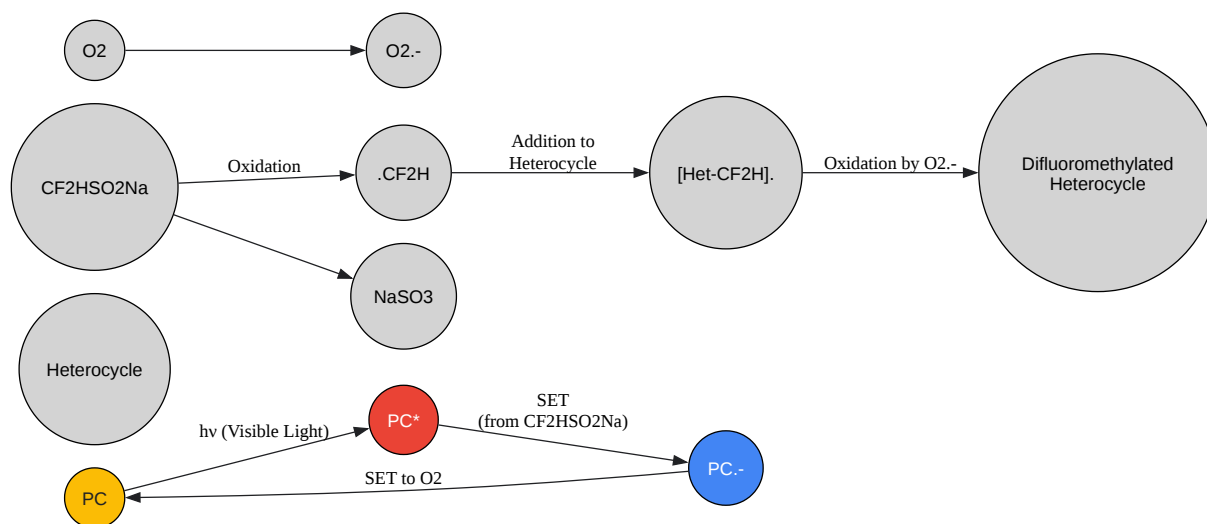 O2
O2.-
CF2HSO2Na
Oxidation
.CF2H
Addition to
Heterocycle
[Het-CF2H].
Oxidation by O2.-
Difluoromethylated
Heterocycle
NaSO3
Heterocycle
hν (Visible Light)
PC*
SET
(from CF2HSO2Na)
PC.-
SET to O2
PC